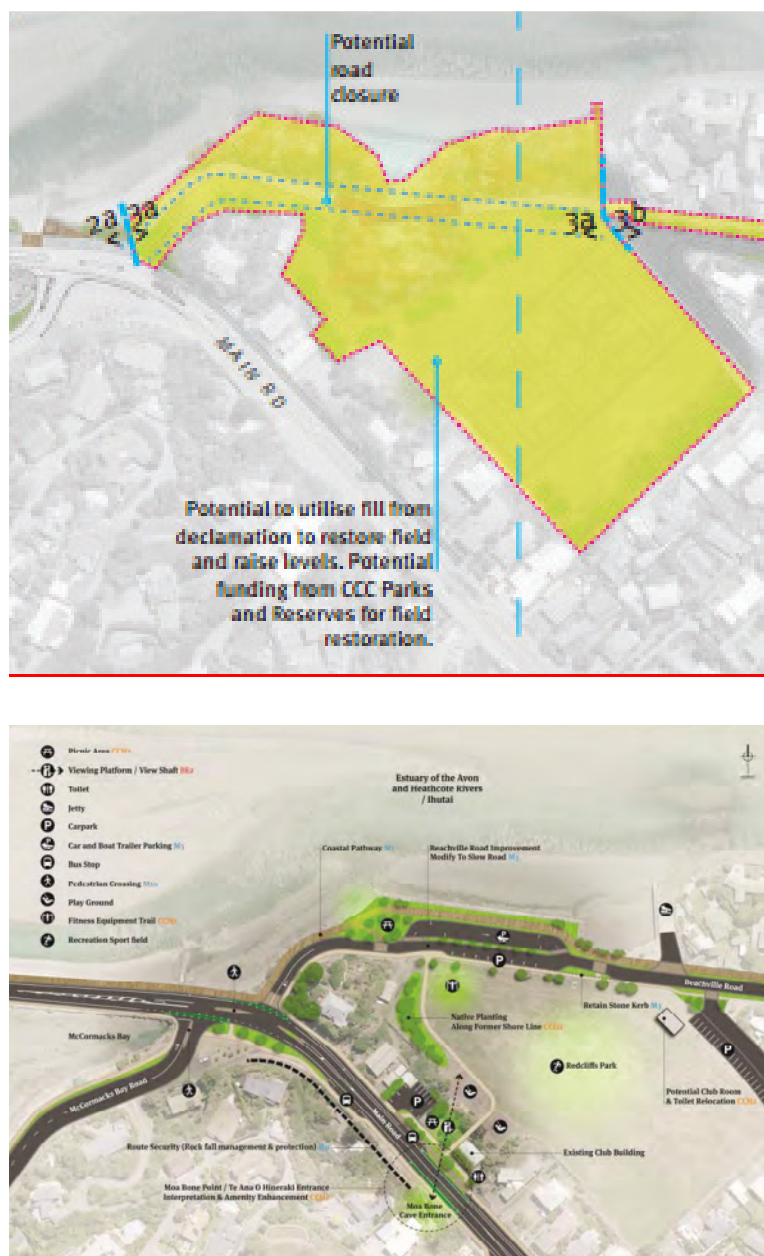 Potential
road
closure
2a
3a
3a
3b
MAIN RD
Potential to utilise fill from
declamation to restore field
and raise levels. Potential
funding from CCC Parks
and Reserves for field
restoration.
Picnic Area
Viewing Platform / View Shaft
Toilet
Jetty
Carpark
Car and Boat Trailer Parking M3
Bus Stop
Pedestrian Crossing
Play Ground
Fitness Equipment Trail
Recreation Sport field
Estuary of the Avon
and Heathcote Rivers
/ Ihutai
Coastal Pathway
Beachville Road Improvement
Modify To Slow Road M3
Beachville Road
Retain Stone Kerb M3
McCormacks Bay
McCormacks Bay Road
Native Planting
Along Former Shore Line
Redcliffs Park
P
P
P
P
Potential Club Room
& Toilet Relocation
Main Road
Route Security (Rock fall management & protection)
Existing Club Building
Moa Bone Point / Te Ana O Hineraki Entrance
Interpretation & Amenity Enhancement
Moa Bone
Cave Entrance